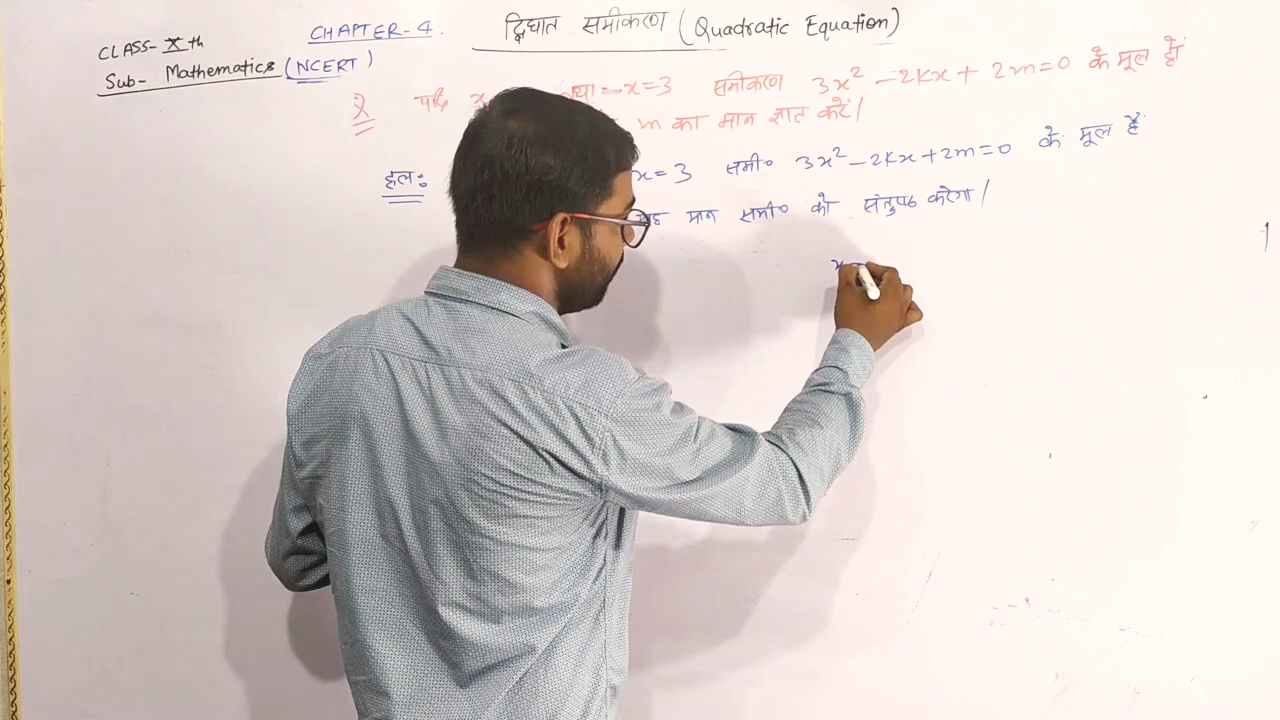 CLASS- Xth
Sub- Mathematics (NCERT)
CHAPTER-4.
द्विघात समीकरण (Quadratic Equation)
Q यदि x x=3 समीकरण 3x² -2Kx + 2m=0 के मूल हों
m का मान ज्ञात करें।
हल: x=3 समी० 3x² -2Kx+2m=0 के मूल हैं
मान समी० को संतुष्ट करेगा।
x=